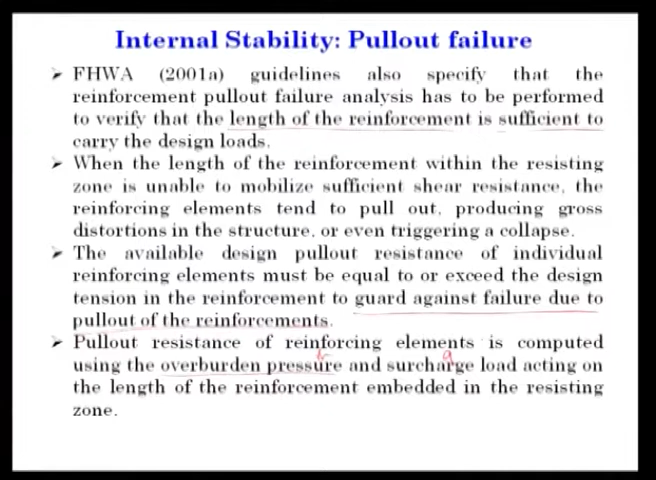 Internal Stability: Pullout failure
➢ FHWA (2001a) guidelines also specify that the
reinforcement pullout failure analysis has to be performed
to verify that the length of the reinforcement is sufficient to
carry the design loads.
➢ When the length of the reinforcement within the resisting
zone is unable to mobilize sufficient shear resistance, the
reinforcing elements tend to pull out, producing gross
distortions in the structure, or even triggering a collapse.
➢ The available design pullout resistance of individual
reinforcing elements must be equal to or exceed the design
tension in the reinforcement to guard against failure due to
pullout of the reinforcements.
➢ Pullout resistance of reinforcing elements is computed
using the overburden pressure and surcharge load acting on
the length of the reinforcement embedded in the resisting
zone.